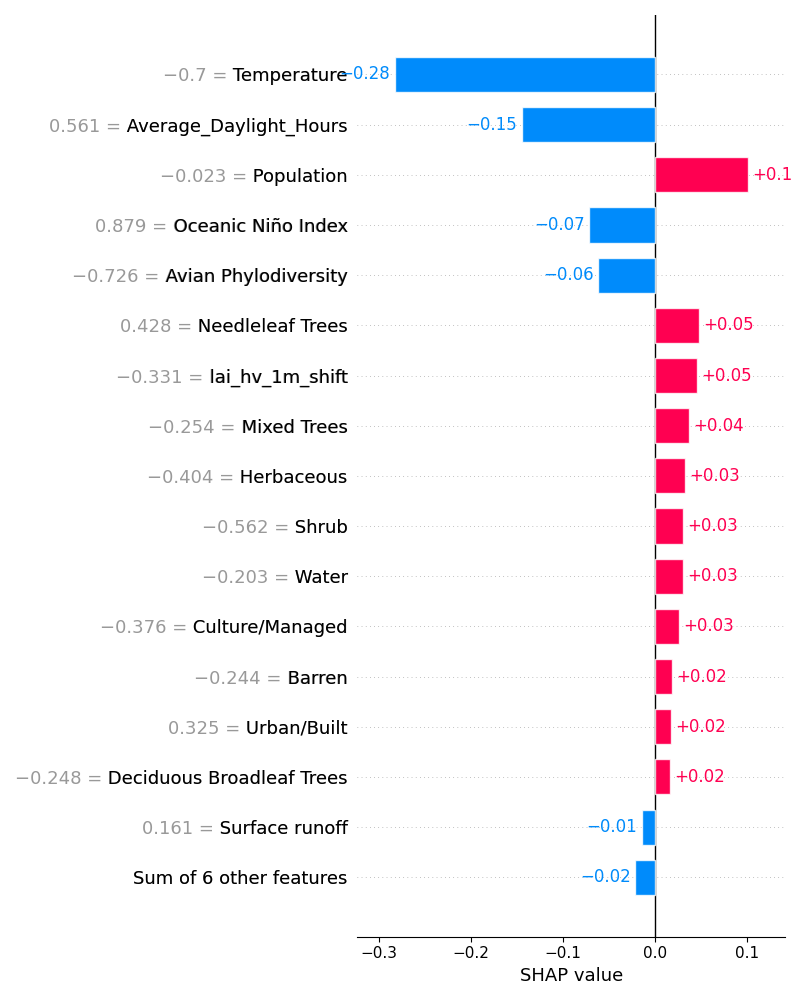 −0.7 = Temperature −0.28
0.561 = Average_Daylight_Hours −0.15
−0.023 = Population +0.1
0.879 = Oceanic Niño Index −0.07
−0.726 = Avian Phylodiversity −0.06
0.428 = Needleleaf Trees +0.05
−0.331 = lai_hv_1m_shift +0.05
−0.254 = Mixed Trees +0.04
−0.404 = Herbaceous +0.03
−0.562 = Shrub +0.03
−0.203 = Water +0.03
−0.376 = Culture/Managed +0.03
−0.244 = Barren +0.02
0.325 = Urban/Built +0.02
−0.248 = Deciduous Broadleaf Trees +0.02
0.161 = Surface runoff −0.01
Sum of 6 other features −0.02
−0.3 −0.2 −0.1 0.0 0.1
SHAP value